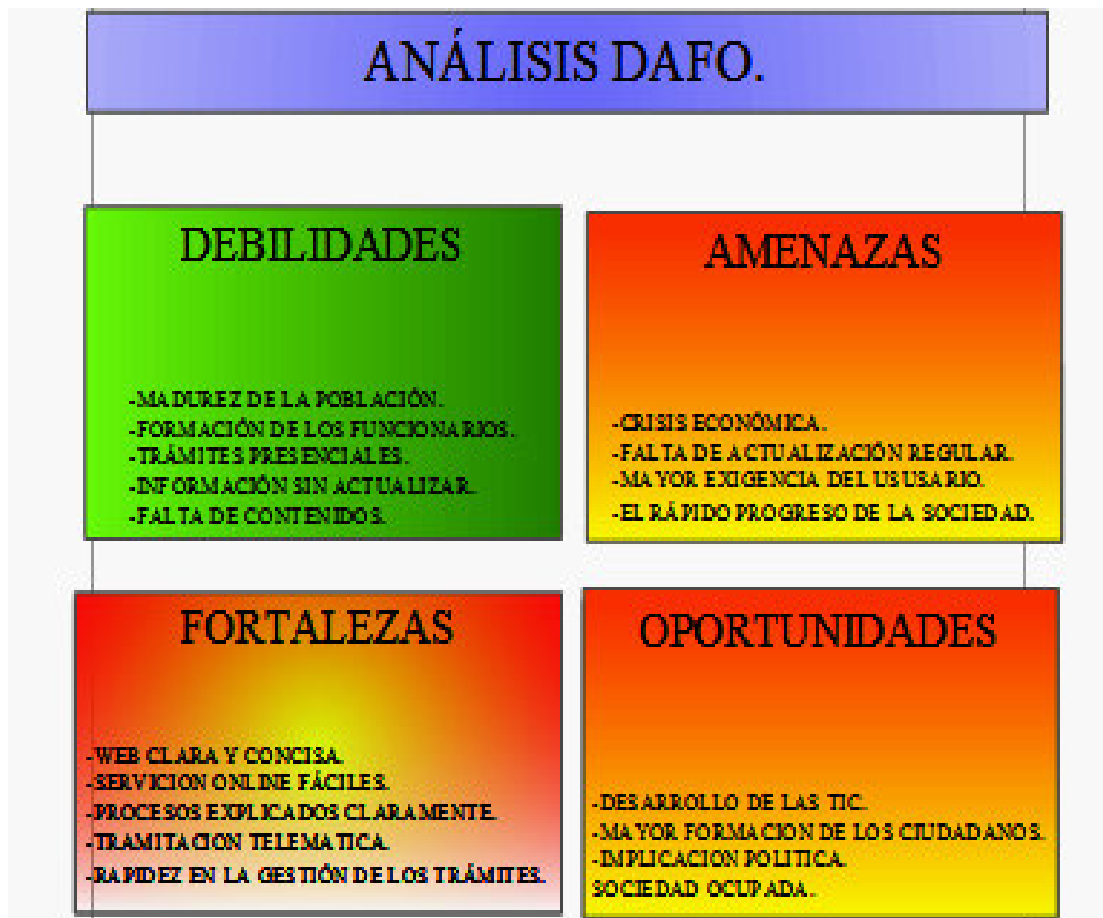 ANÁLISIS DAFO.
DEBILIDADES
-MADUREZ DE LA POBLACIÓN.
-FORMACIÓN DE LOS FUNCIONARIOS.
-TRÁMITES PRESENCIALES.
-INFORMACIÓN SIN ACTUALIZAR.
-FALTA DE CONTENIDOS.
AMENAZAS
-CRISIS ECONÓMICA.
-FALTA DE ACTUALIZACIÓN REGULAR.
-MAYOR EXIGENCIA DEL USUSARIO.
-EL RÁPIDO PROGRESO DE LA SOCIEDAD.
FORTALEZAS
-WEB CLARA Y CONCISA.
-SERVICION ONLINE FÁCILES.
-PROCESOS EXPLICADOS CLARAMENTE.
-TRAMITACION TELEMATICA.
-RAPIDEZ EN LA GESTIÓN DE LOS TRÁMITES.
OPORTUNIDADES
-DESARROLLO DE LAS TIC.
-MAYOR FORMACION DE LOS CIUDADANOS.
-IMPLICACION POLITICA.
SOCIEDAD OCUPADA.